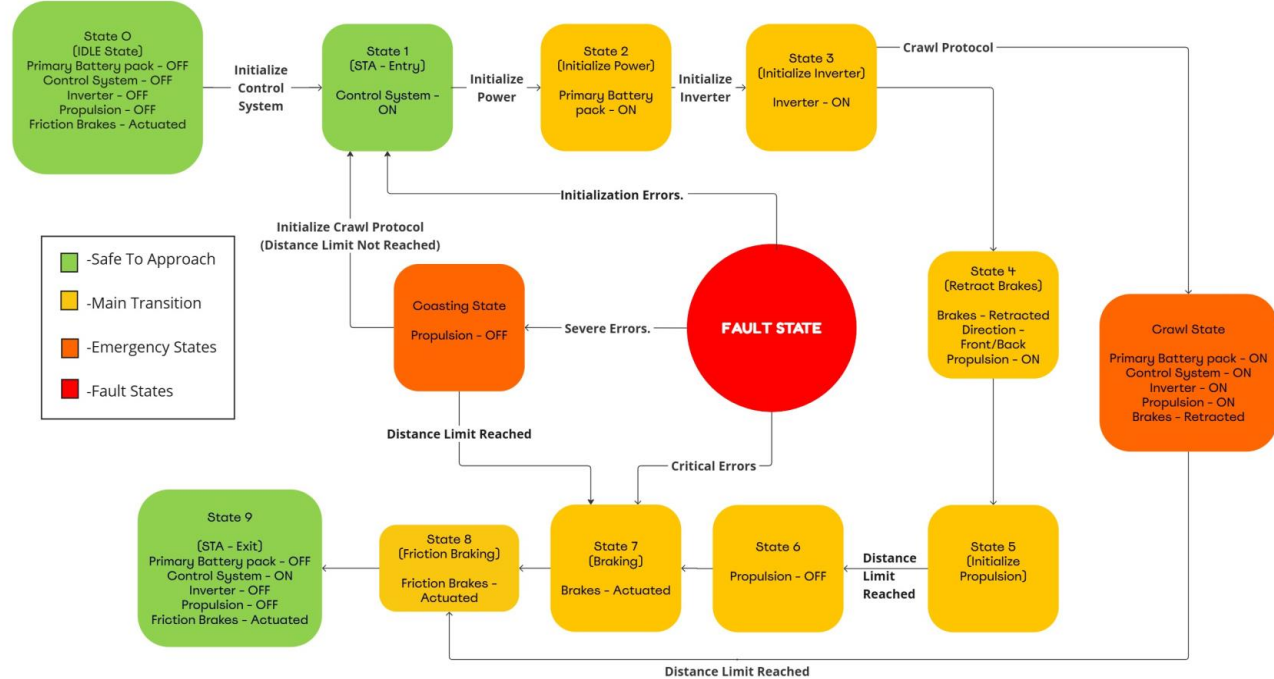 State 0
(IDLE State)
Primary Battery pack - OFF
Control System - OFF
Inverter - OFF
Propulsion - OFF
Friction Brakes - Actuated
Initialize
Control
System
State 1
(STA - Entry)
Control System -
ON
Initialize
Power
State 2
(Initialize Power)
Primary Battery
pack - ON
Initialize
Inverter
State 3
(Initialize Inverter)
Inverter - ON
Crawl Protocol
Initialization Errors.
Initialize Crawl Protocol
(Distance Limit Not Reached)
-Safe To Approach
-Main Transition
-Emergency States
-Fault States
Coasting State
Propulsion - OFF
Severe Errors.
FAULT STATE
State 4
(Retract Brakes)
Brakes - Retracted
Direction -
Front/Back
Propulsion - ON
Crawl State
Primary Battery pack - ON
Control System - ON
Inverter - ON
Propulsion - ON
Brakes - Retracted
Distance Limit Reached
Critical Errors
State 9
(STA - Exit)
Primary Battery pack - OFF
Control System - ON
Inverter - OFF
Propulsion - OFF
Friction Brakes - Actuated
State 8
(Friction Braking)
Friction Brakes -
Actuated
State 7
(Braking)
Brakes - Actuated
State 6
Propulsion - OFF
Distance
Limit
Reached
State 5
(Initialize
Propulsion)
Distance Limit Reached